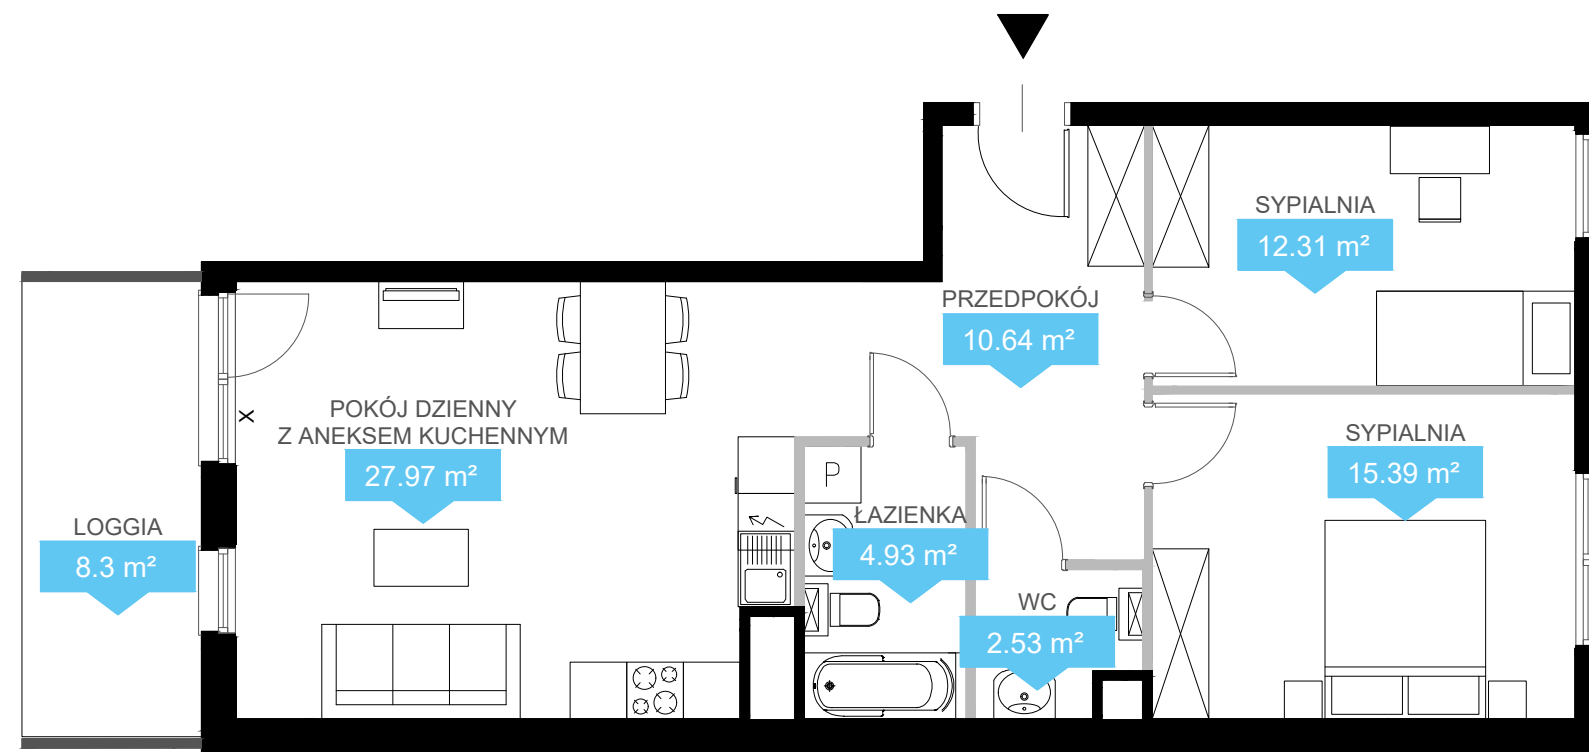 SYPIALNIA
12.31 m²
PRZEDPOKÓJ
10.64 m²
POKÓJ DZIENNY
Z ANEKSEM KUCHENNYM
27.97 m²
X
SYPIALNIA
15.39 m²
P
LOGGIA
8.3 m²
ŁAZIENKA
4.93 m²
WC
2.53 m²